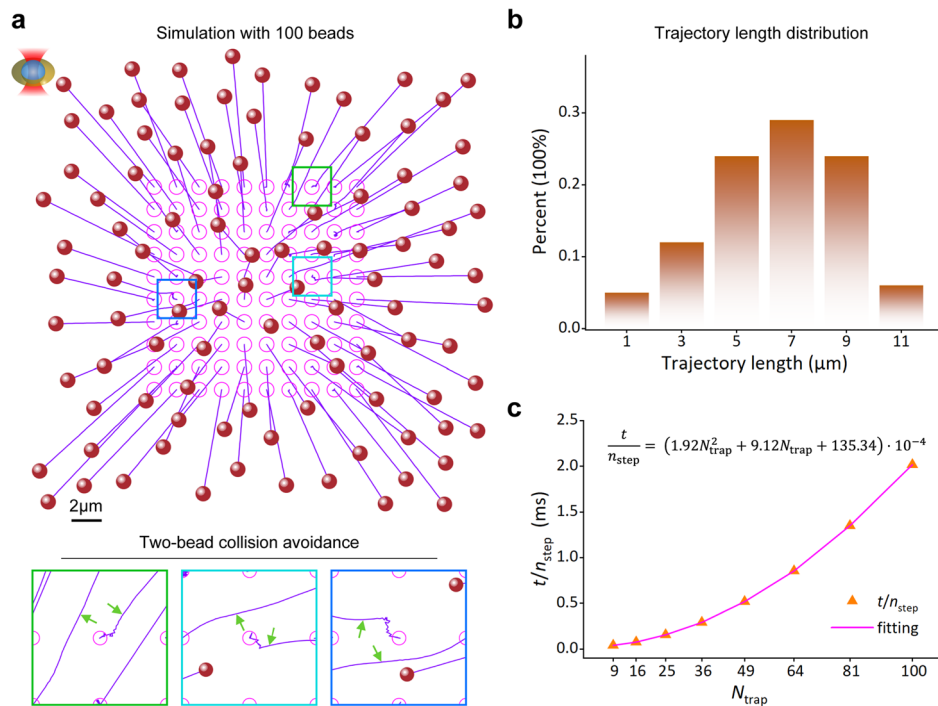 a
Simulation with 100 beads
2μm
Two-bead collision avoidance
b
Trajectory length distribution
Percent (100%)
0.3
0.2
0.1
0.0
1 3 5 7 9 11
Trajectory length (μm)
c
t/n_step = (1.92N²_trap + 9.12N_trap + 135.34) · 10⁻⁴
t/n_step (ms)
2.5
2.0
1.5
1.0
0.5
0.0
t/n_step
fitting
9 16 25 36 49 64 81 100
N_trap